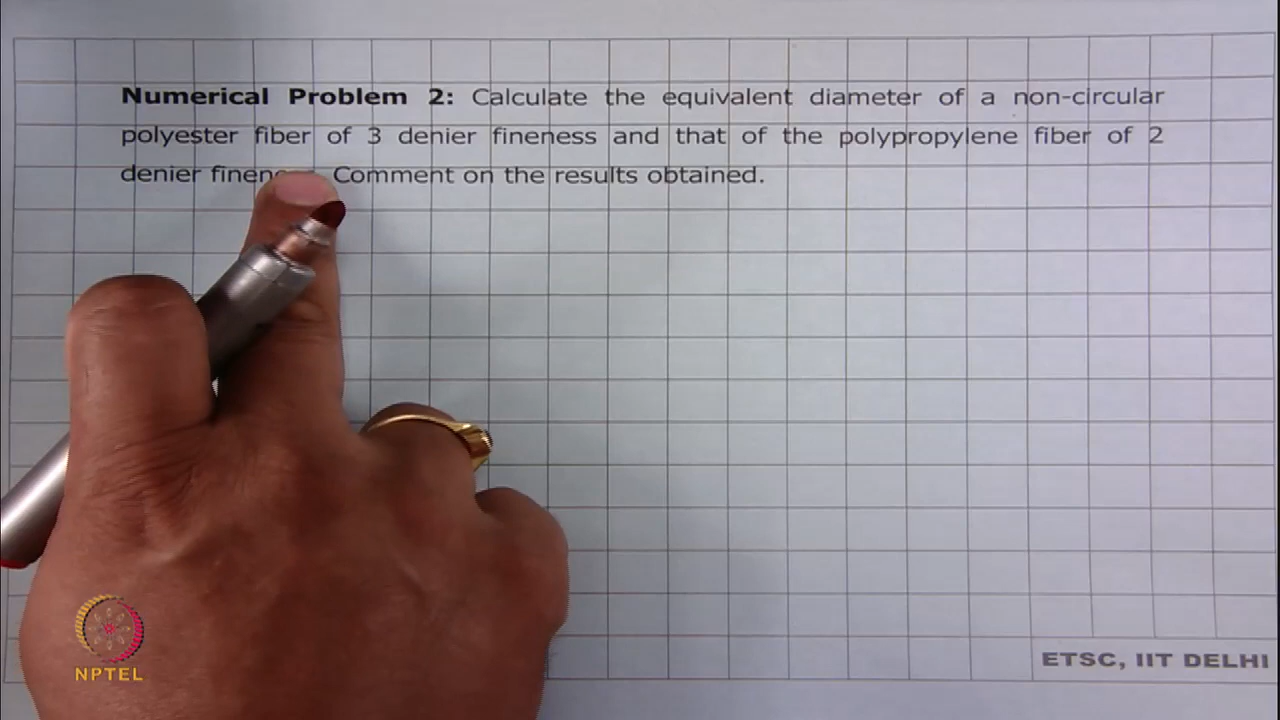 Numerical Problem 2: Calculate the equivalent diameter of a non-circular
polyester fiber of 3 denier fineness and that of the polypropylene fiber of 2
denier Comment on the results obtained.
NPTEL
ETSC, IIT DELHI